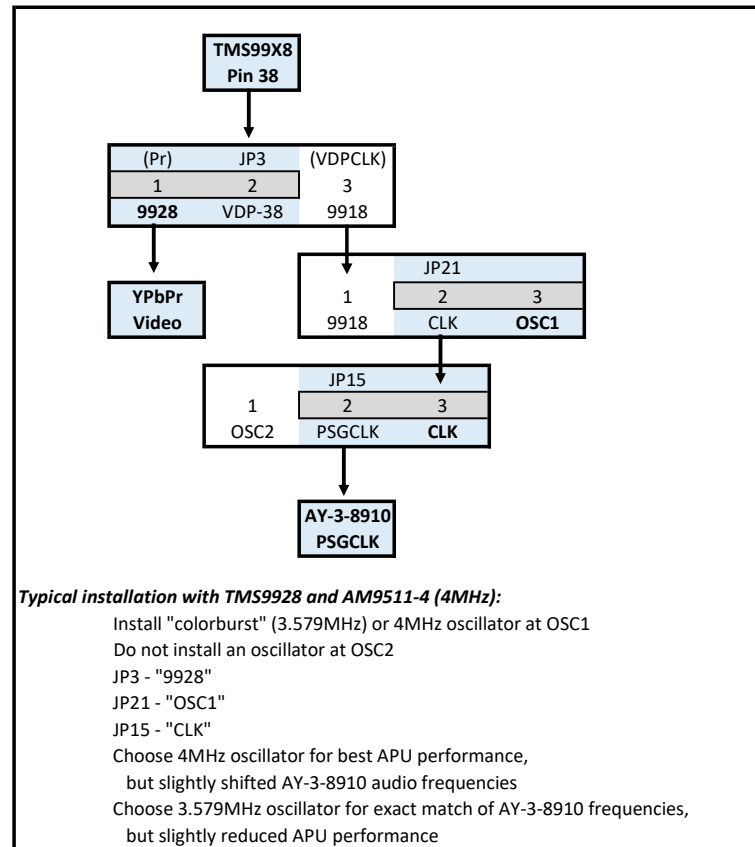 TMS99X8
Pin 38
(Pr) JP3 (VDPCLK)
1 2 3
9928 VDP-38 9918
YPbPr
Video
JP21
1 2 3
9918 CLK OSC1
JP15
1 2 3
OSC2 PSGCLK CLK
AY-3-8910
PSGCLK
Typical installation with TMS9928 and AM9511-4 (4MHz):
Install "colorburst" (3.579MHz) or 4MHz oscillator at OSC1
Do not install an oscillator at OSC2
JP3 - "9928"
JP21 - "OSC1"
JP15 - "CLK"
Choose 4MHz oscillator for best APU performance,
but slightly shifted AY-3-8910 audio frequencies
Choose 3.579MHz oscillator for exact match of AY-3-8910 frequencies,
but slightly reduced APU performance